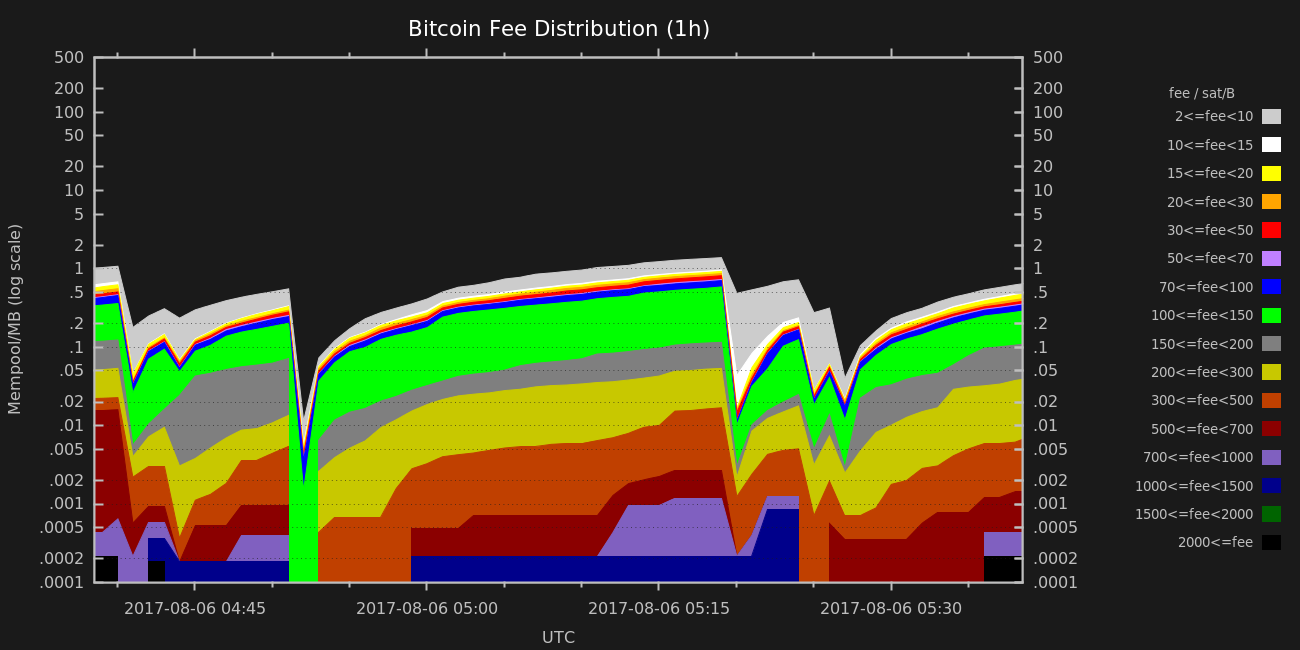 Bitcoin Fee Distribution (1h)
Mempool/MB (log scale)
500
200
100
50
20
10
5
2
1
.5
.2
.1
.05
.02
.01
.005
.002
.001
.0005
.0002
.0001
500
200
100
50
20
10
5
2
1
.5
.2
.1
.05
.02
.01
.005
.002
.001
.0005
.0002
.0001
2017-08-06 04:45
2017-08-06 05:00
2017-08-06 05:15
2017-08-06 05:30
UTC
fee / sat/B
2<=fee<10
10<=fee<15
15<=fee<20
20<=fee<30
30<=fee<50
50<=fee<70
70<=fee<100
100<=fee<150
150<=fee<200
200<=fee<300
300<=fee<500
500<=fee<700
700<=fee<1000
1000<=fee<1500
1500<=fee<2000
2000<=fee